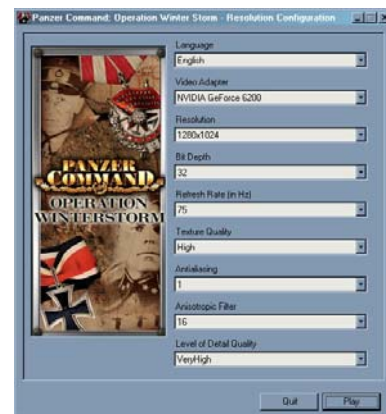 Panzer Command: Operation Winter Storm - Resolution Configuration
PANZER
COMMAND
OPERATION
WINTERSTORM
Language
English
Video Adapter
NVIDIA GeForce 6200
Resolution
1280x1024
Bit Depth
32
Refresh Rate (in Hz)
75
Texture Quality
High
Antialiasing
1
Anisotropic Filter
16
Level of Detail Quality
VeryHigh
Quit
Play